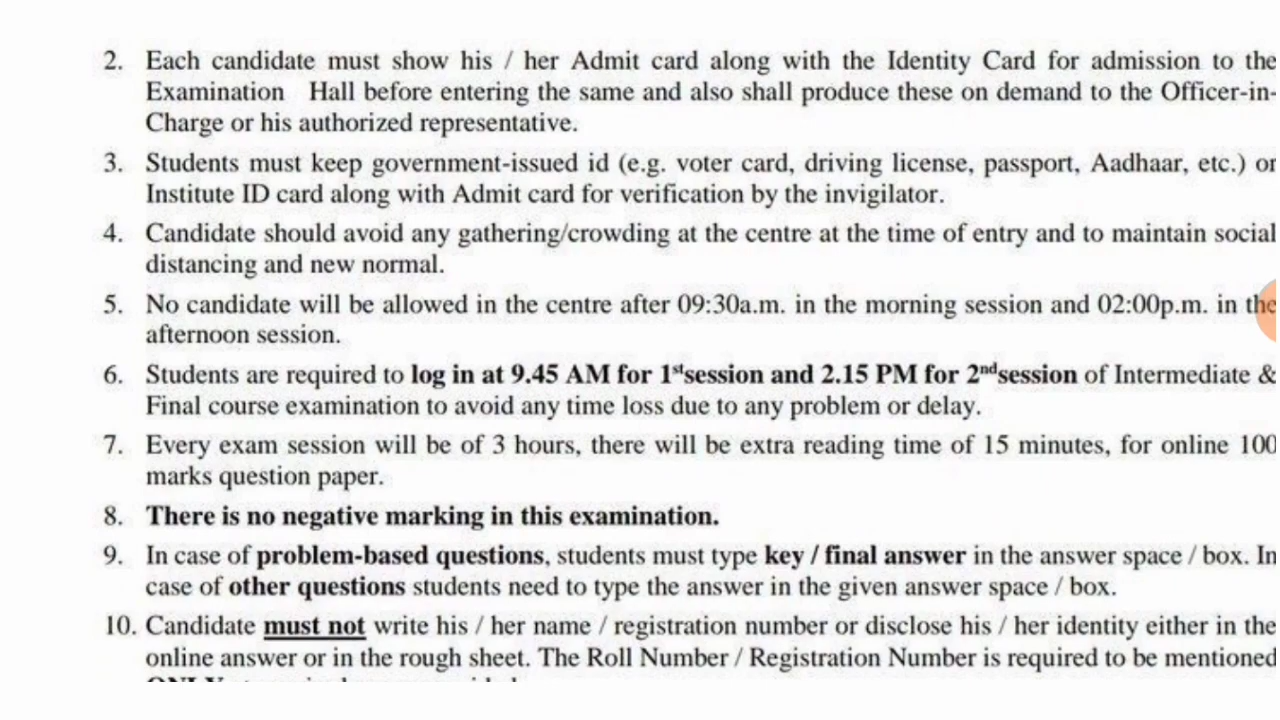 2. Each candidate must show his / her Admit card along with the Identity Card for admission to the
Examination Hall before entering the same and also shall produce these on demand to the Officer-in-
Charge or his authorized representative.
3. Students must keep government-issued id (e.g. voter card, driving license, passport, Aadhaar, etc.) or
Institute ID card along with Admit card for verification by the invigilator.
4. Candidate should avoid any gathering/crowding at the centre at the time of entry and to maintain social
distancing and new normal.
5. No candidate will be allowed in the centre after 09:30a.m. in the morning session and 02:00p.m. in the
afternoon session.
6. Students are required to log in at 9.45 AM for 1stsession and 2.15 PM for 2ndsession of Intermediate &
Final course examination to avoid any time loss due to any problem or delay.
7. Every exam session will be of 3 hours, there will be extra reading time of 15 minutes, for online 100
marks question paper.
8. There is no negative marking in this examination.
9. In case of problem-based questions, students must type key / final answer in the answer space / box. In
case of other questions students need to type the answer in the given answer space / box.
10. Candidate must not write his / her name / registration number or disclose his / her identity either in the
online answer or in the rough sheet. The Roll Number / Registration Number is required to be mentioned
ONLY